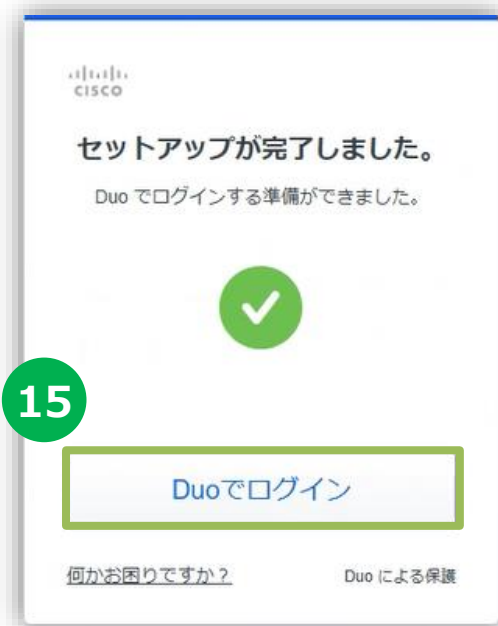 CISCO
セットアップが完了しました。
Duo でログインする準備ができました。
15
Duoでログイン
何かお困りですか？ Duo による保護